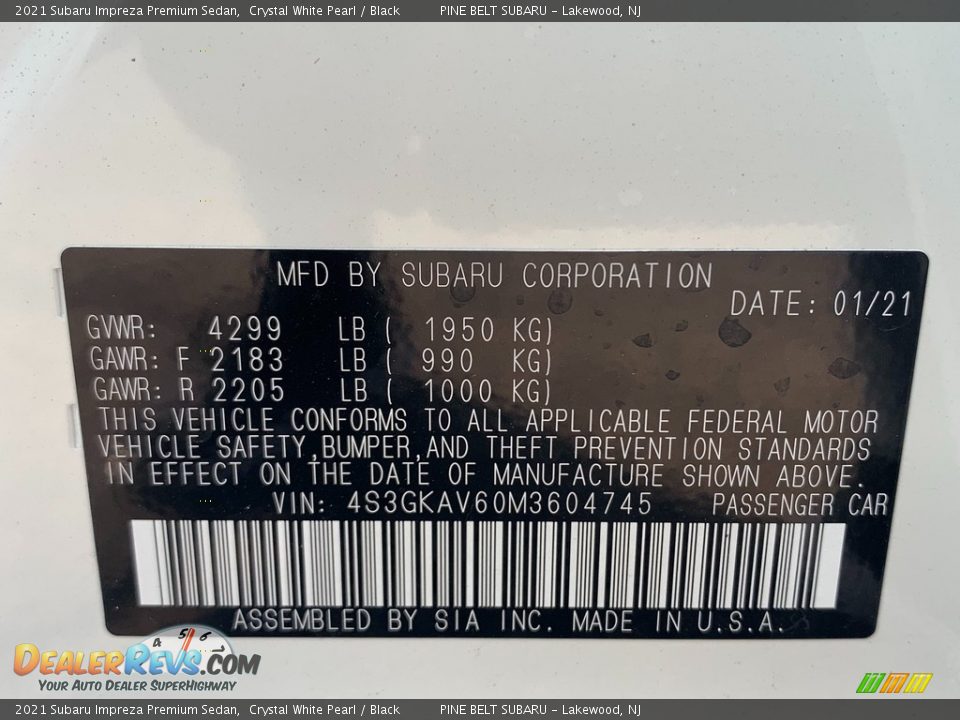 2021 Subaru Impreza Premium Sedan, Crystal White Pearl / Black PINE BELT SUBARU - Lakewood, NJ
MFD BY SUBARU CORPORATION
DATE: 01/21
GVWR: 4299 LB ( 1950 KG)
GAWR: F 2183 LB ( 990 KG)
GAWR: R 2205 LB ( 1000 KG)
THIS VEHICLE CONFORMS TO ALL APPLICABLE FEDERAL MOTOR
VEHICLE SAFETY,BUMPER,AND THEFT PREVENTION STANDARDS
IN EFFECT ON THE DATE OF MANUFACTURE SHOWN ABOVE.
VIN: 4S3GKAV60M3604745 PASSENGER CAR
ASSEMBLED BY SIA INC. MADE IN U.S.A.
4 5 6 7
DEALERREVS.COM
YOUR AUTO DEALER SUPERHIGHWAY
2021 Subaru Impreza Premium Sedan, Crystal White Pearl / Black PINE BELT SUBARU - Lakewood, NJ